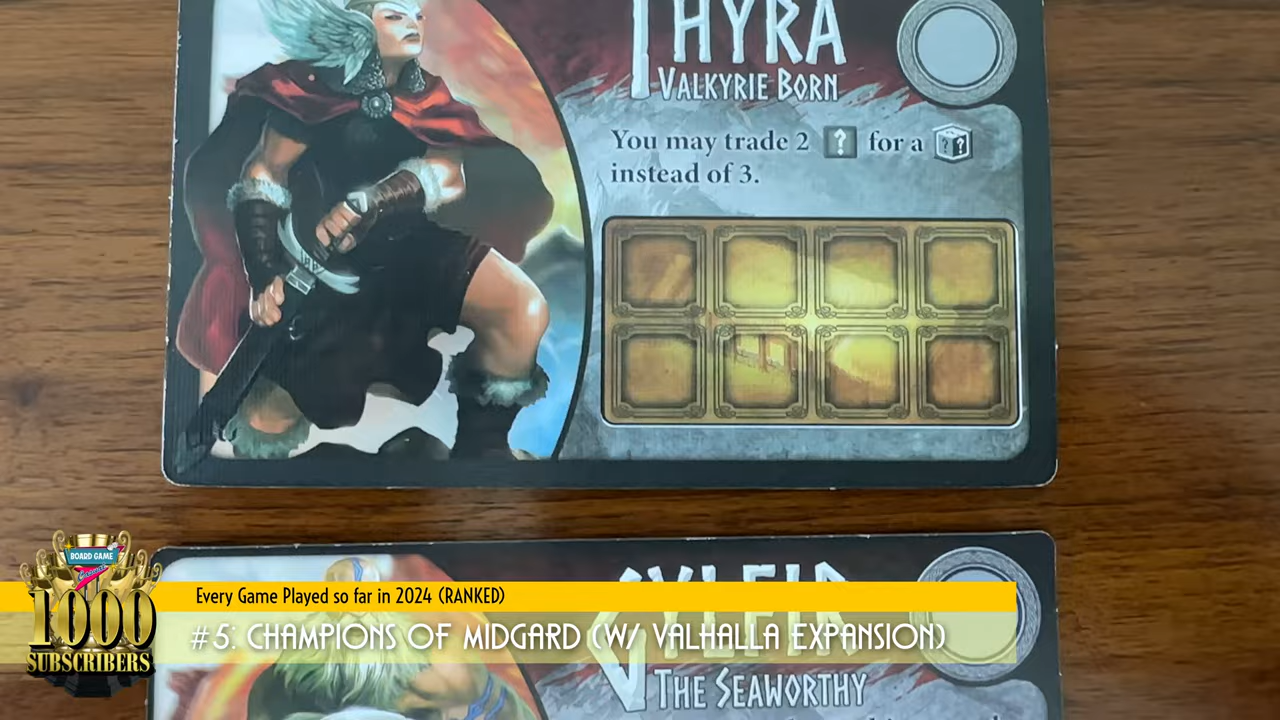 THYRA
VALKYRIE BORN
You may trade 2 ? for a ??
instead of 3.
BOARD GAME
1000
SUBSCRIBERS
Every Game Played so far in 2024 (RANKED)
#5: CHAMPIONS OF MIDGARD (W/ VALHALLA EXPANSION)
THE SEAWORTHY